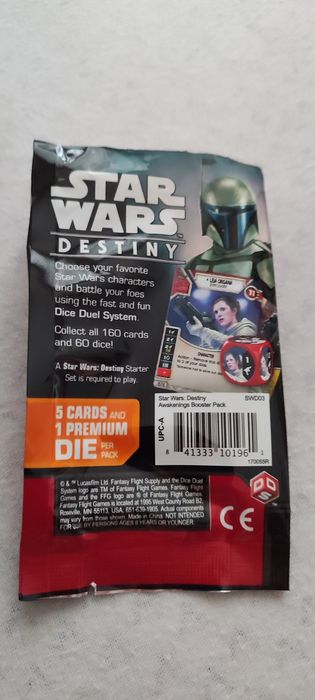 STAR
WARS
DESTINY
Choose your favorite
Star Wars characters
and battle your foes
using the fast and fun
Dice Duel System.
Collect all 160 cards
and 60 dice!
A Star Wars: Destiny Starter
Set is required to play.
LEIA ORGANA
CHARACTER
5 CARDS AND
1 PREMIUM
DIE PER
PACK
Star Wars: Destiny SWD03
Awakenings Booster Pack
UPC-A
8 41333 10196 1
17005SR
© & ™ Lucasfilm Ltd. Fantasy Flight Supply and the Dice Duel
System logo are TM of Fantasy Flight Games. Fantasy Flight
Games and the FFG logo are ® of Fantasy Flight Games.
Fantasy Flight Games is located at 1995 West County Road B2,
Roseville, MN 55113, USA, 651-639-1905. Actual components
may vary from those shown. Made in China. NOT INTENDED
FOR USE BY PERSONS AGES 9 YEARS OR YOUNGER.
CE